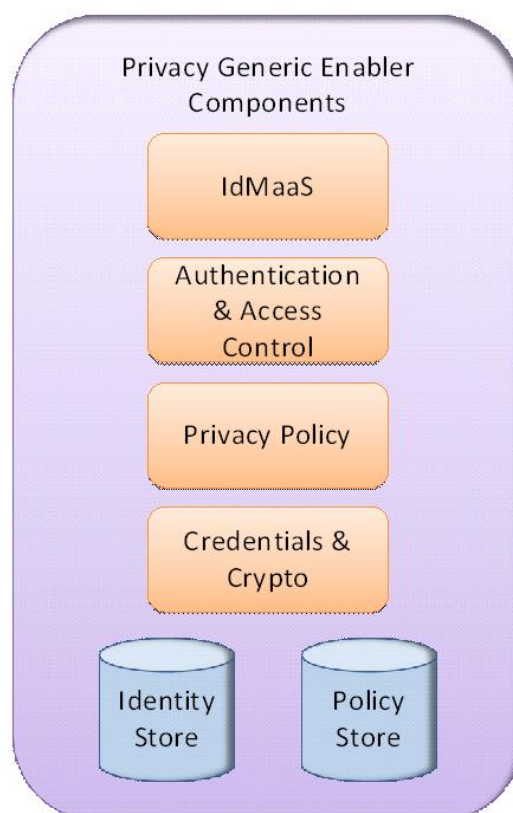 Privacy Generic Enabler
Components
IdMaaS
Authentication
& Access
Control
Privacy Policy
Credentials &
Crypto
Identity
Store
Policy
Store